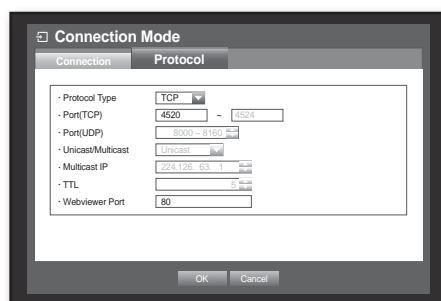 Connection Mode
Connection Protocol
· Protocol Type TCP
· Port(TCP) 4520 ~ 4524
· Port(UDP) 8000 ~ 8160
· Unicast/Multicast Unicast
· Multicast IP 224.126. 63. 1
· TTL 5
· Webviewer Port 80
OK Cancel